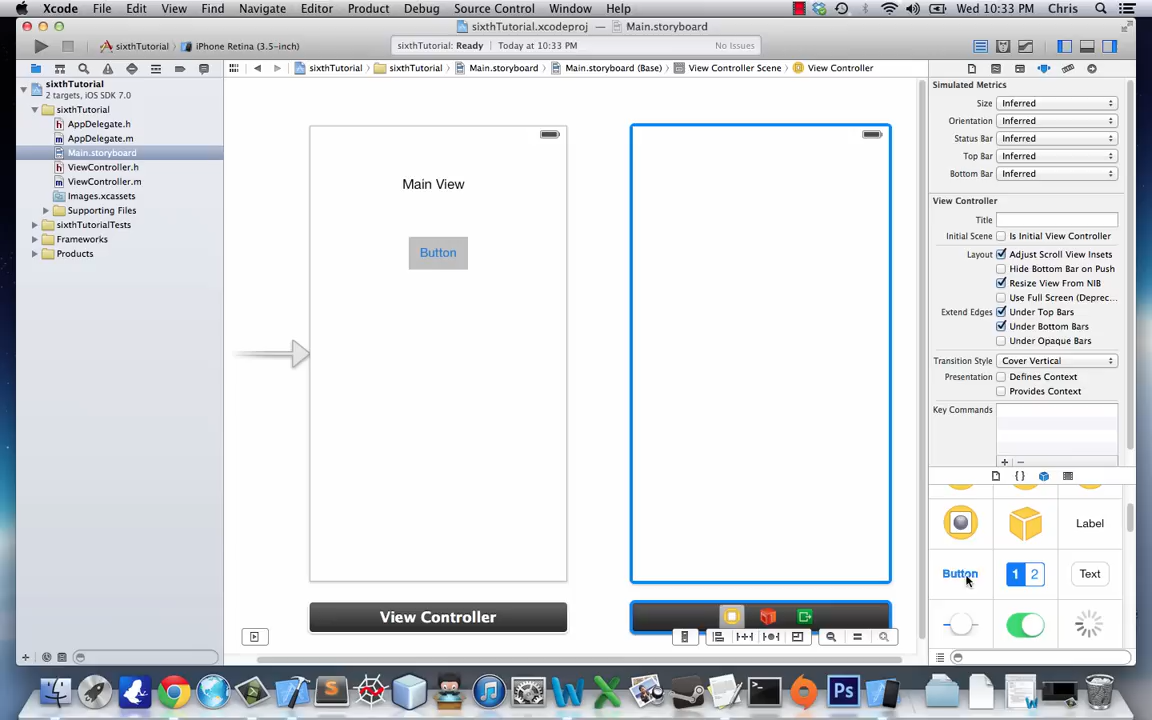 Xcode File Edit View Find Navigate Editor Product Debug Source Control Window Help Wed 10:33 PM Chris
sixthTutorial.xcodeproj — Main.storyboard
sixthTutorial iPhone Retina (3.5-inch) sixthTutorial: Ready Today at 10:33 PM No Issues
sixthTutorial sixthTutorial Main.storyboard Main.storyboard (Base) View Controller Scene View Controller
sixthTutorial
2 targets, iOS SDK 7.0
sixthTutorial
AppDelegate.h
AppDelegate.m
Main.storyboard
ViewController.h
ViewController.m
Images.xcassets
Supporting Files
sixthTutorialTests
Frameworks
Products
Main View
Button
View Controller
Simulated Metrics
Size Inferred
Orientation Inferred
Status Bar Inferred
Top Bar Inferred
Bottom Bar Inferred
View Controller
Title
Initial Scene Is Initial View Controller
Layout Adjust Scroll View Insets
Hide Bottom Bar on Push
Resize View From NIB
Use Full Screen (Deprec...
Extend Edges Under Top Bars
Under Bottom Bars
Under Opaque Bars
Transition Style Cover Vertical
Presentation Defines Context
Provides Context
Key Commands
Label
Button 1 2 Text